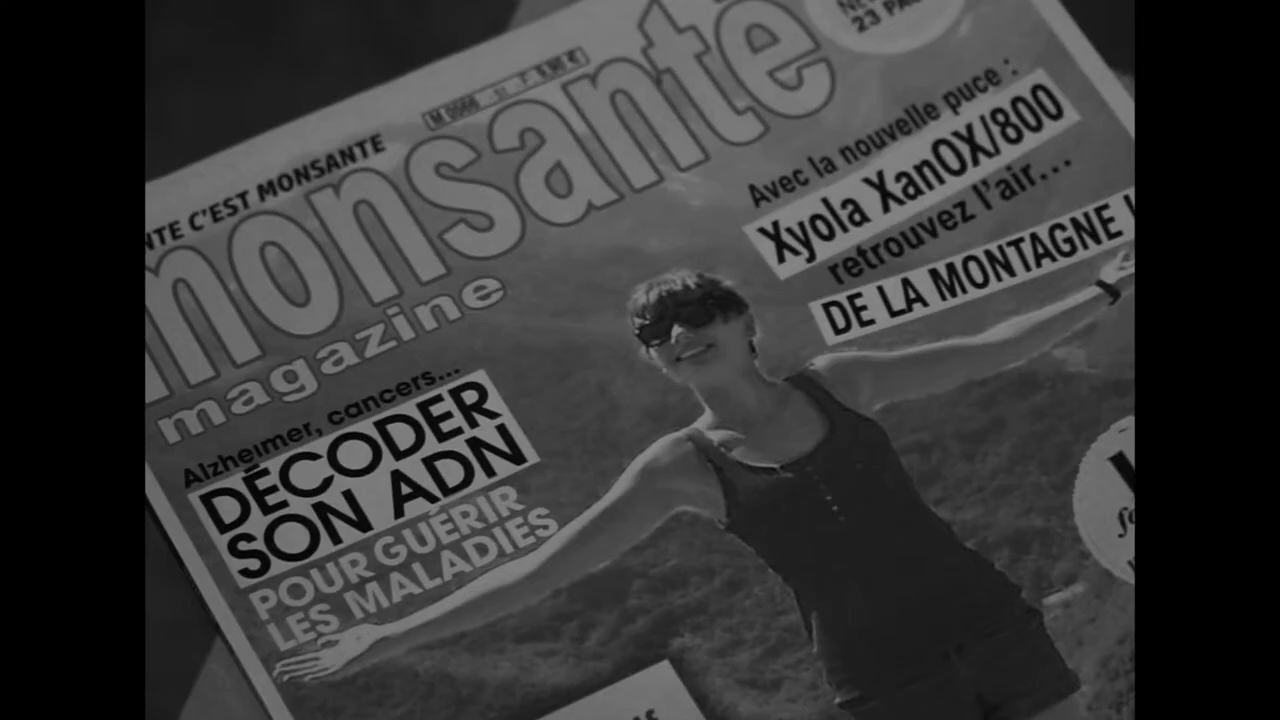 23
NTE C'EST MONSANTE
monsanté
magazine
Avec la nouvelle puce :
Xyola XanOX/800
retrouvez l'air...
DE LA MONTAGNE !
Alzheimer, cancers...
DÉCODER
SON ADN
POUR GUÉRIR
LES MALADIES